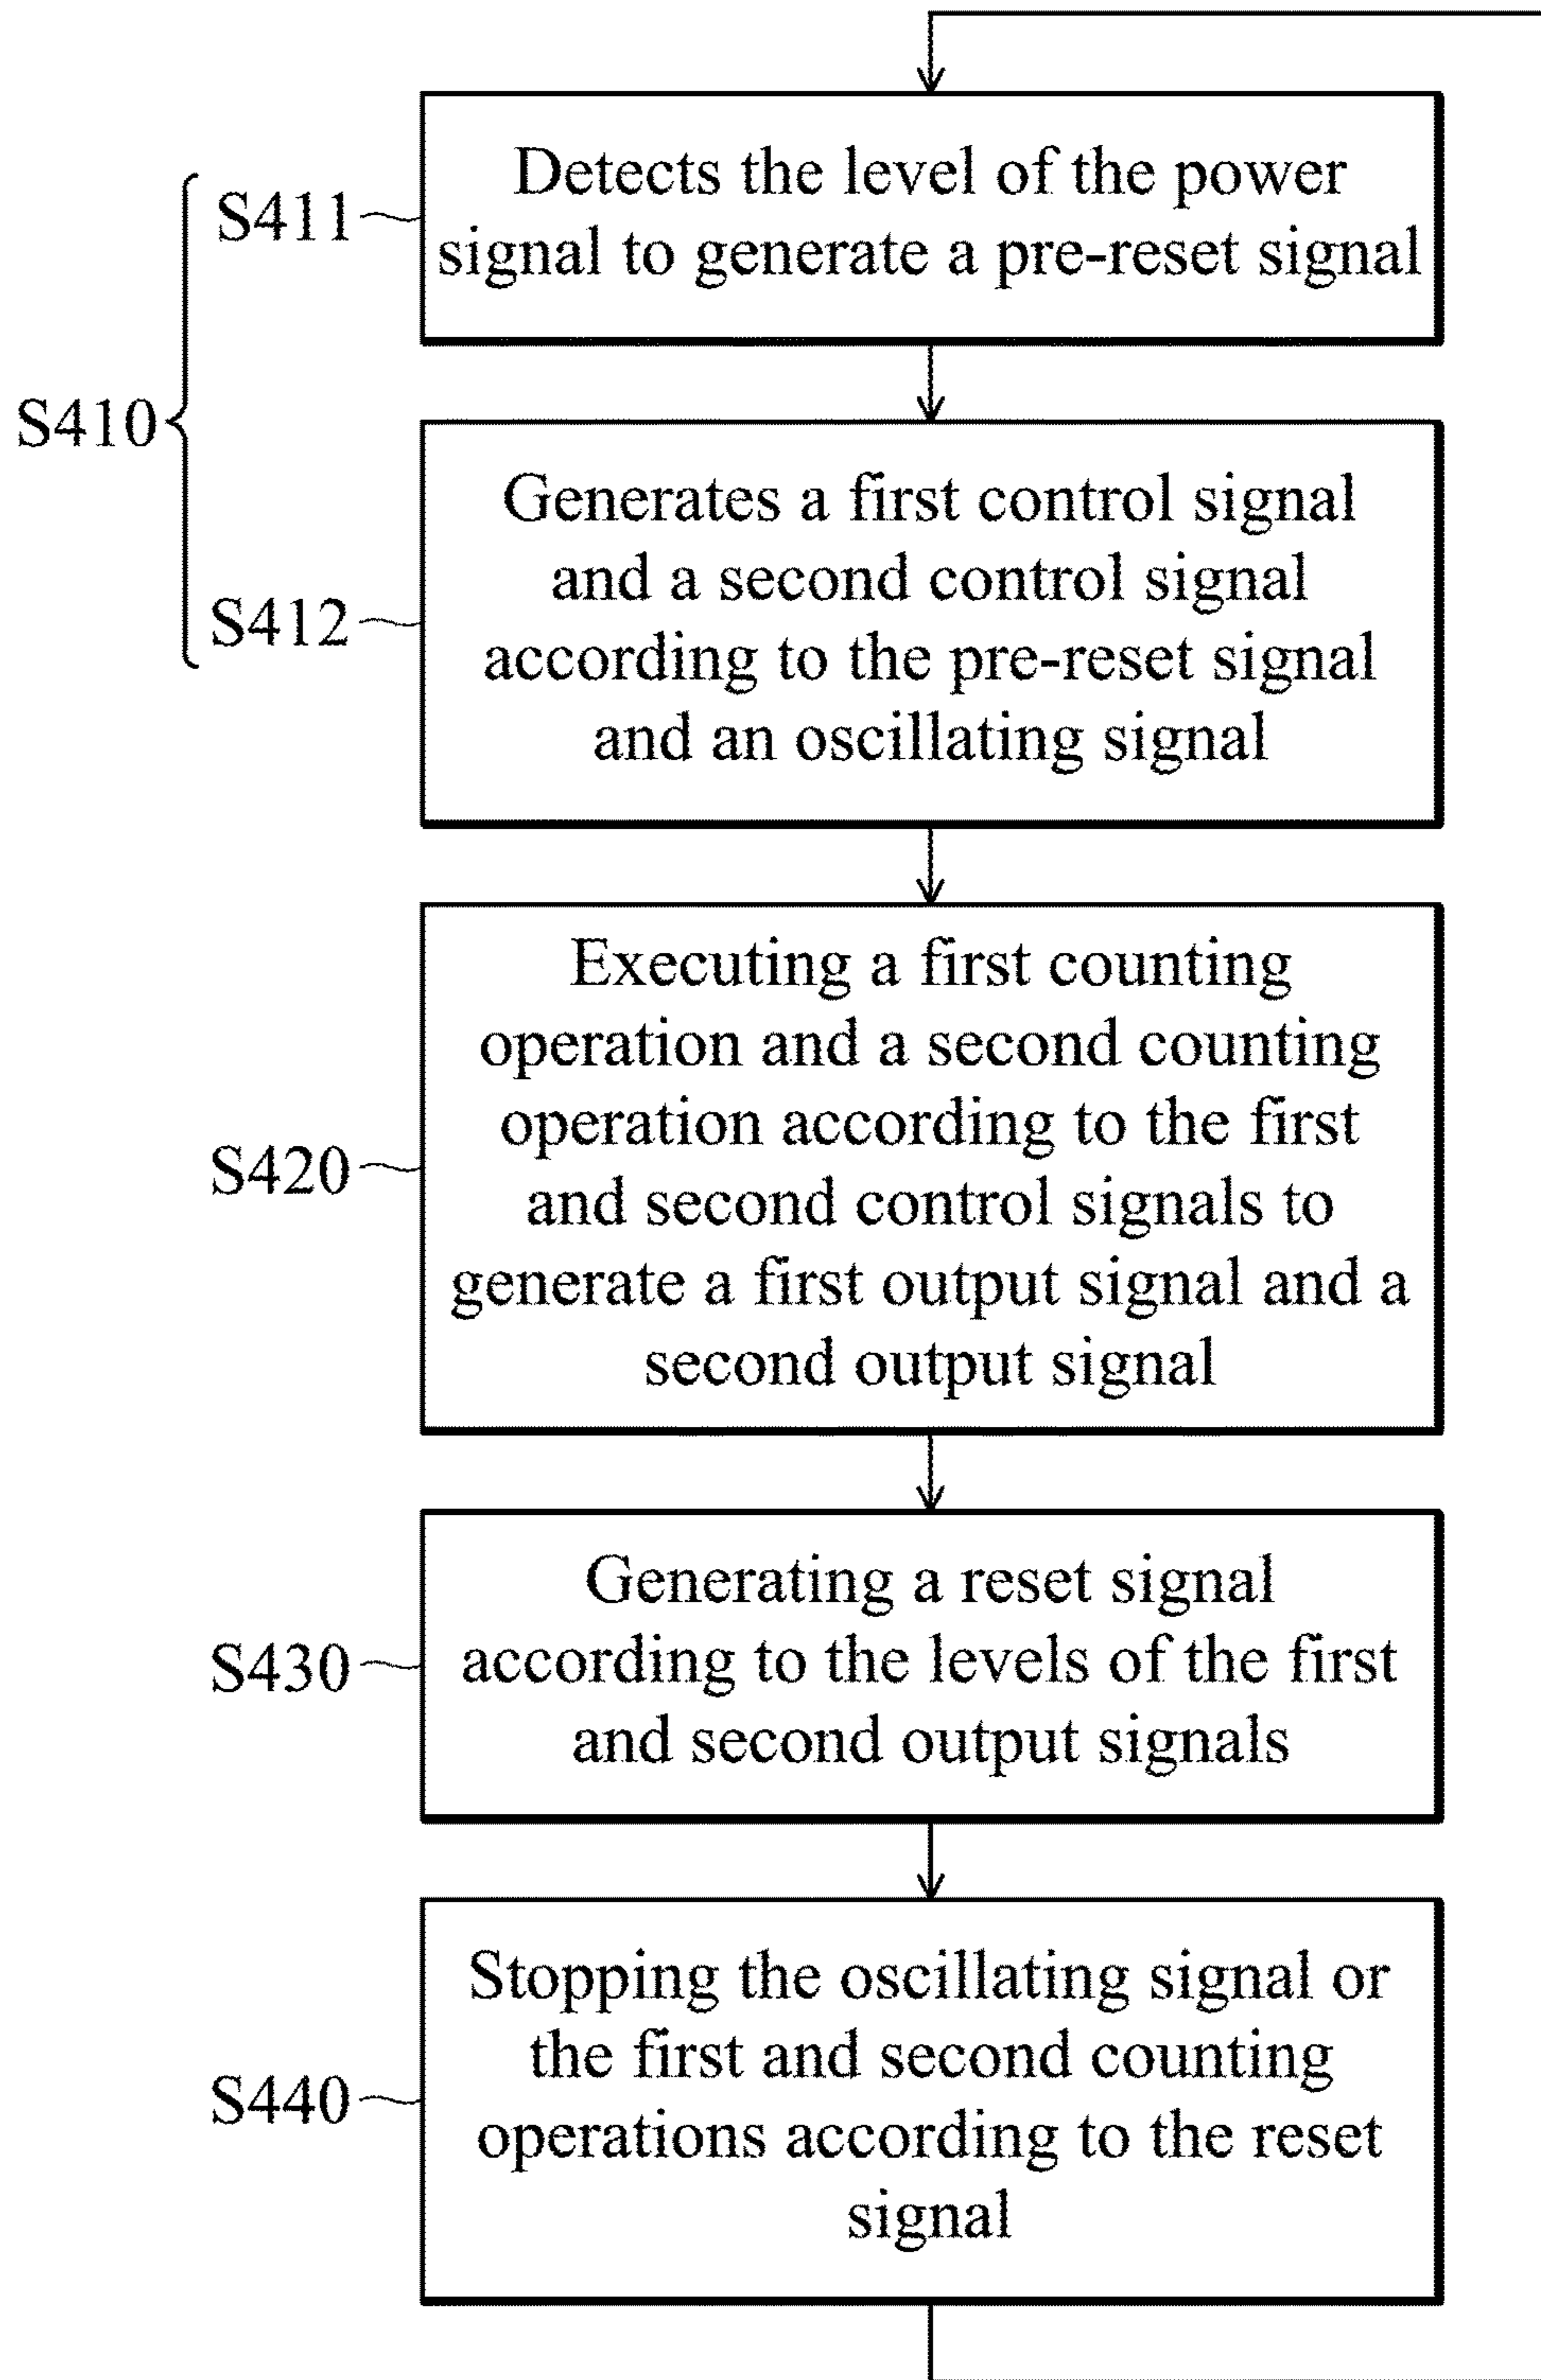 S410
S411
Detects the level of the power
signal to generate a pre-reset signal
S412
Generates a first control signal
and a second control signal
according to the pre-reset signal
and an oscillating signal
S420
Executing a first counting
operation and a second counting
operation according to the first
and second control signals to
generate a first output signal and a
second output signal
S430
Generating a reset signal
according to the levels of the first
and second output signals
S440
Stopping the oscillating signal or
the first and second counting
operations according to the reset
signal